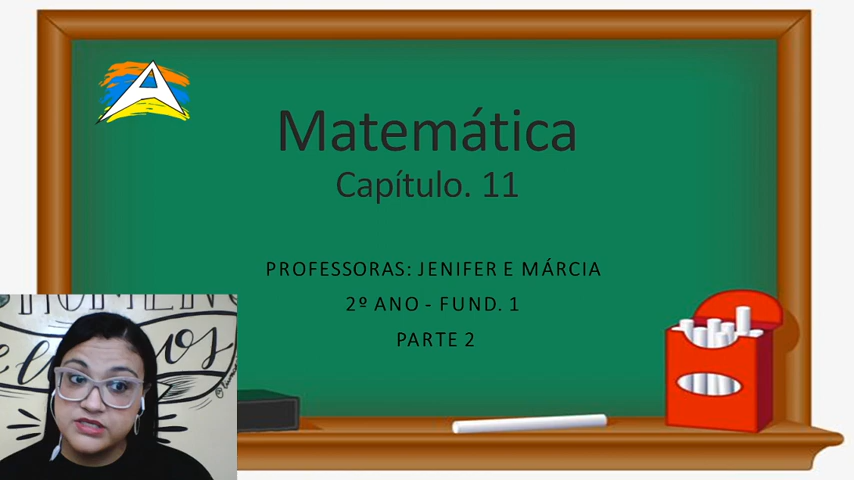 Matemática
Capítulo. 11
PROFESSORAS: JENIFER E MÁRCIA
2º ANO - FUND. 1
PARTE 2